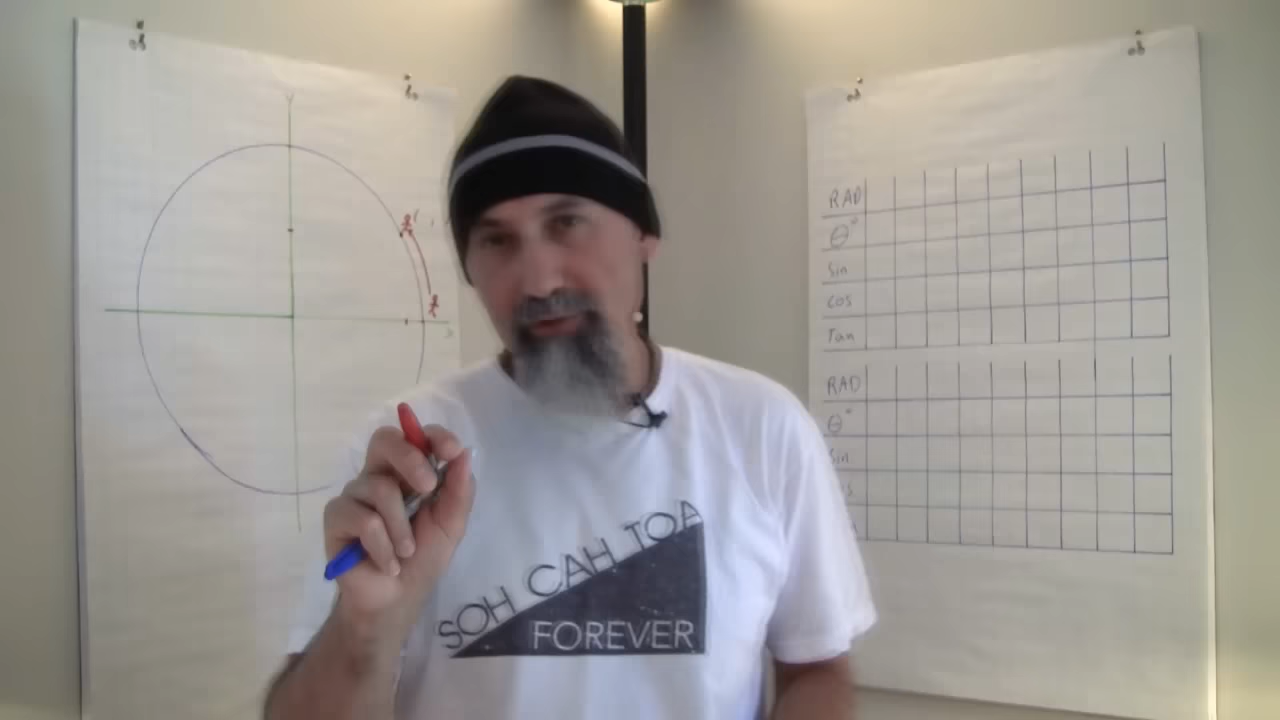 y
x
RAD
θ°
Sin
cos
Tan
RAD
θ°
Sin
s
SOH CAH TOA
FOREVER